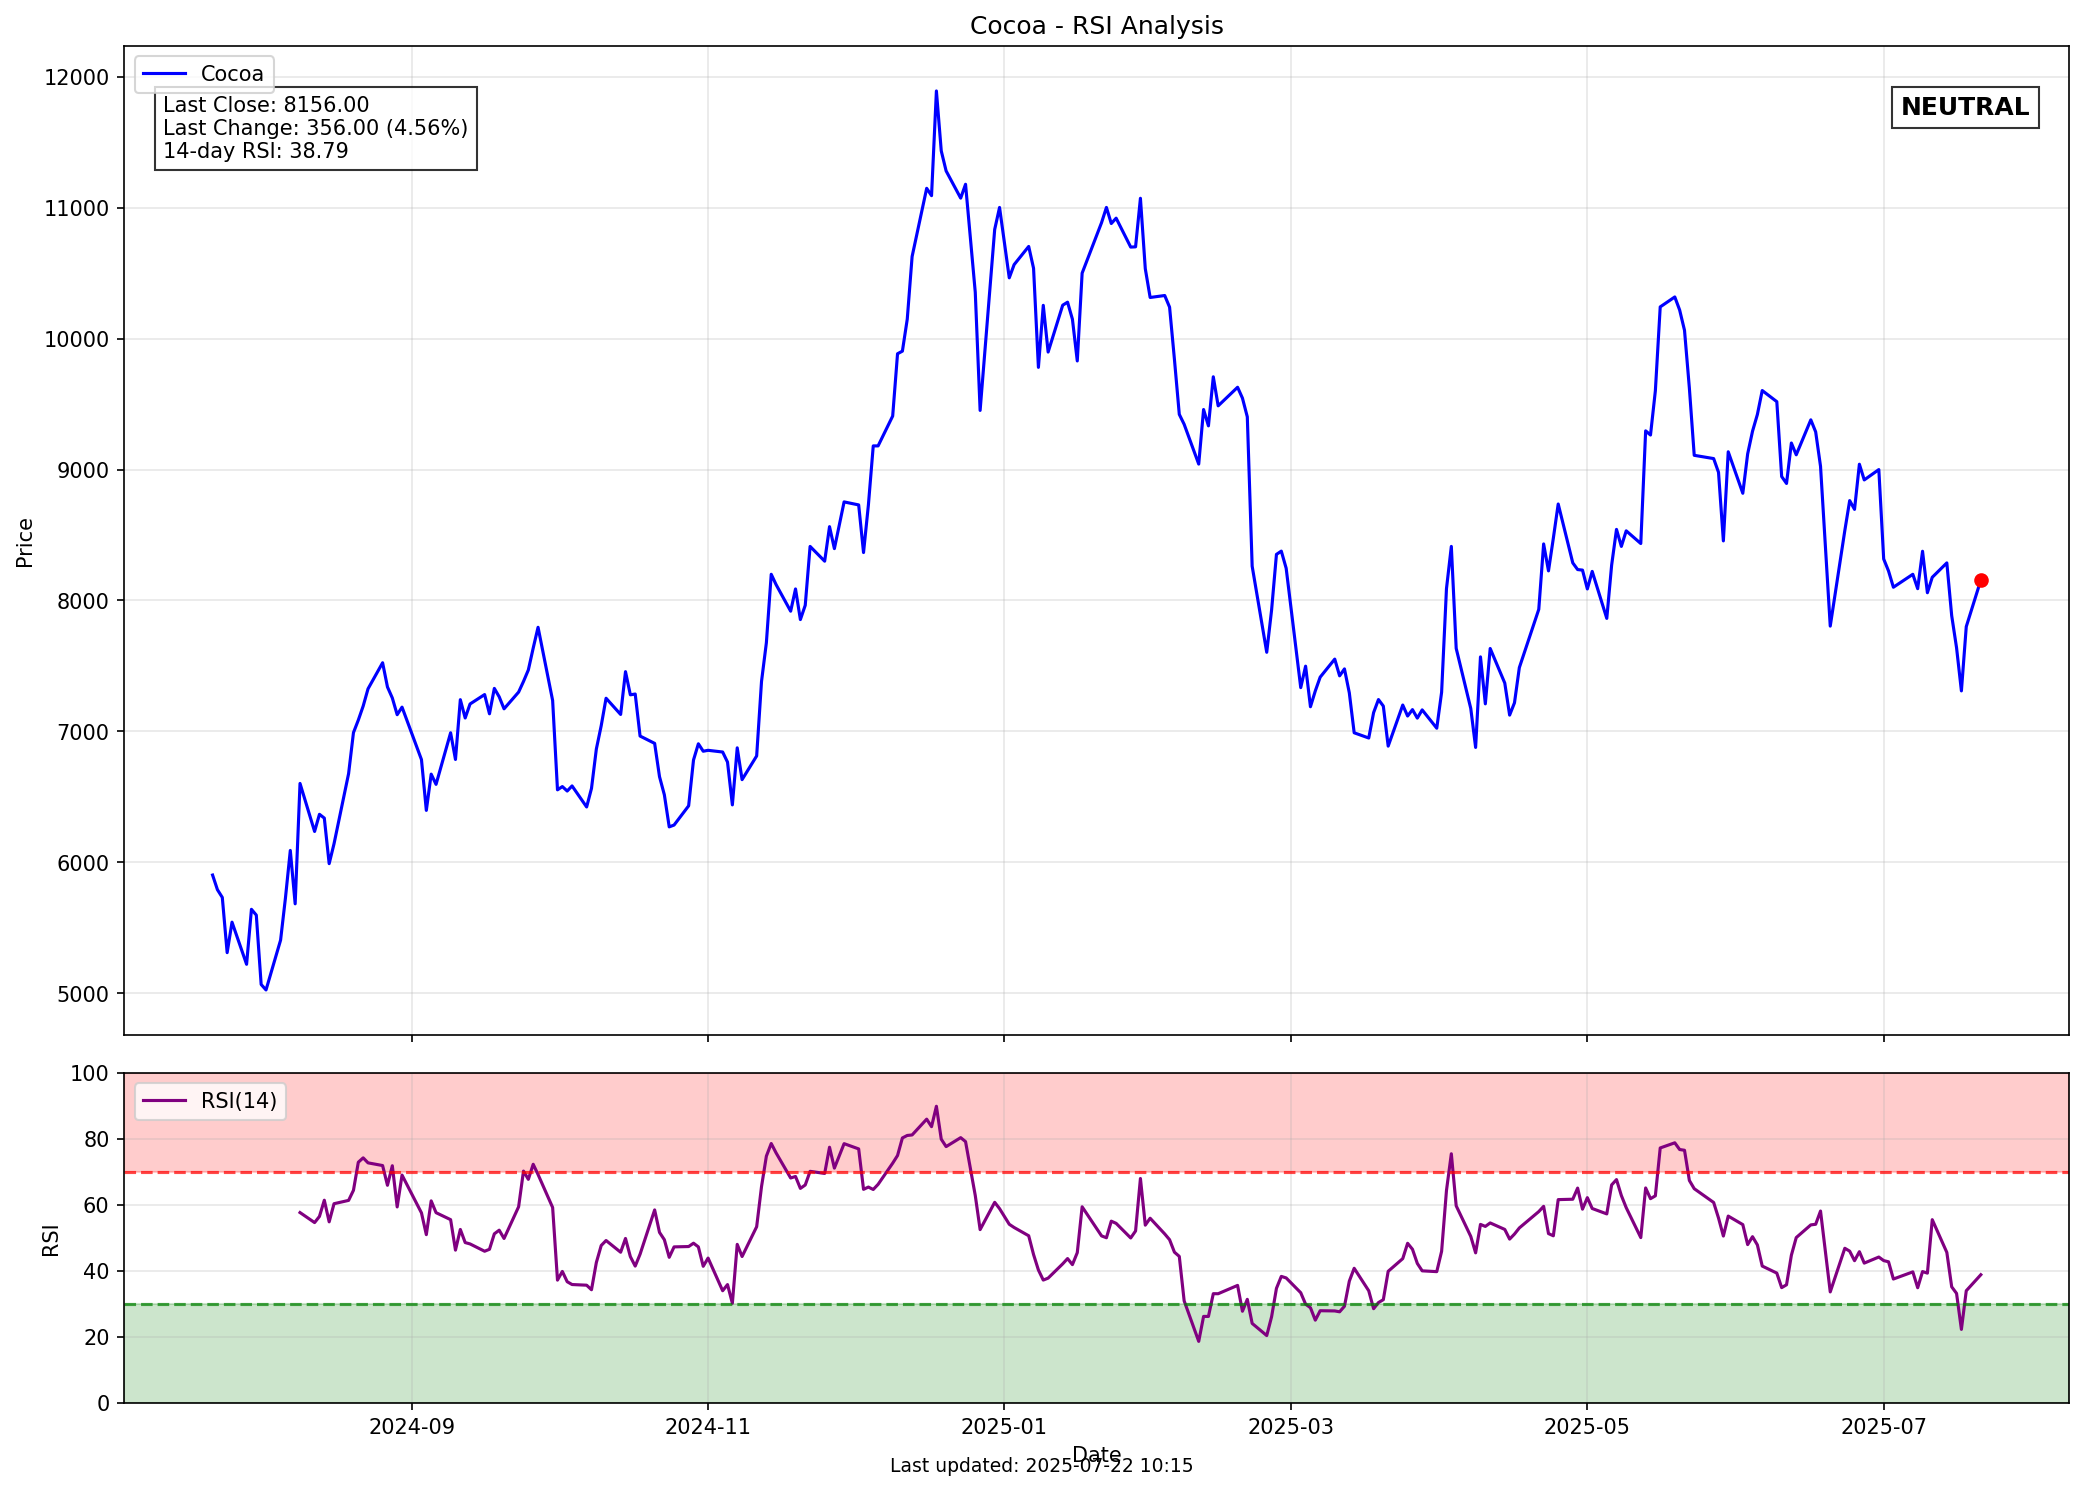 Cocoa - RSI Analysis
Cocoa
Last Close: 8156.00
Last Change: 356.00 (4.56%)
14-day RSI: 38.79
NEUTRAL
12000
11000
10000
9000
8000
7000
6000
5000
Price
RSI(14)
100
80
60
40
20
0
RSI
2024-09
2024-11
2025-01
2025-03
2025-05
2025-07
Date
Last updated: 2025-07-22 10:15